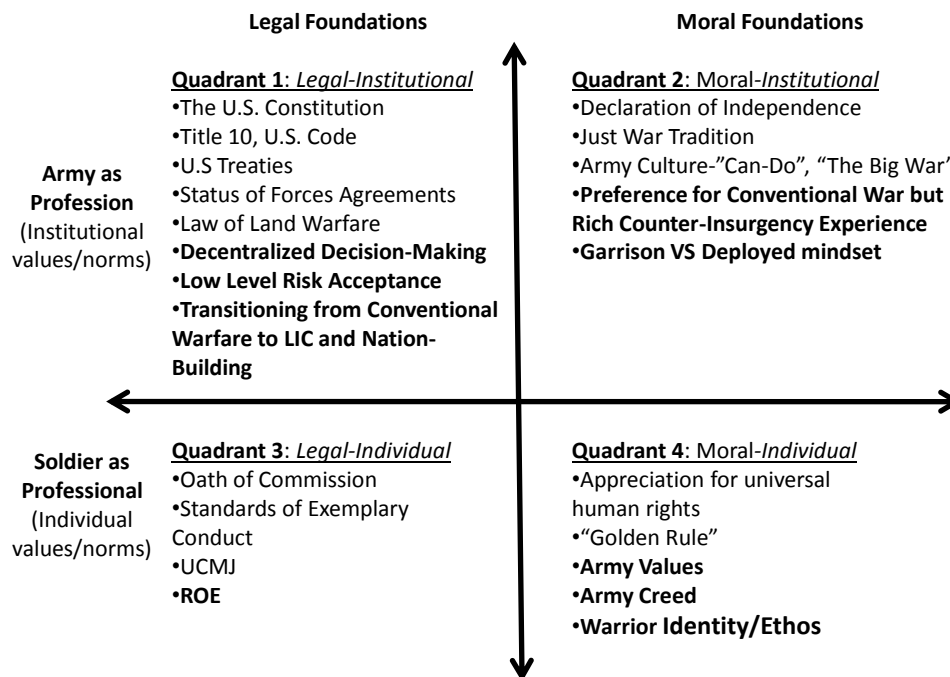 Legal Foundations
Moral Foundations
Army as
Profession
(Institutional
values/norms)
Quadrant 1: Legal-Institutional
•The U.S. Constitution
•Title 10, U.S. Code
•U.S Treaties
•Status of Forces Agreements
•Law of Land Warfare
•Decentralized Decision-Making
•Low Level Risk Acceptance
•Transitioning from Conventional
Warfare to LIC and Nation-
Building
Quadrant 2: Moral-Institutional
•Declaration of Independence
•Just War Tradition
•Army Culture-”Can-Do”, “The Big War”
•Preference for Conventional War but
Rich Counter-Insurgency Experience
•Garrison VS Deployed mindset
Soldier as
Professional
(Individual
values/norms)
Quadrant 3: Legal-Individual
•Oath of Commission
•Standards of Exemplary
Conduct
•UCMJ
•ROE
Quadrant 4: Moral-Individual
•Appreciation for universal
human rights
•“Golden Rule”
•Army Values
•Army Creed
•Warrior Identity/Ethos